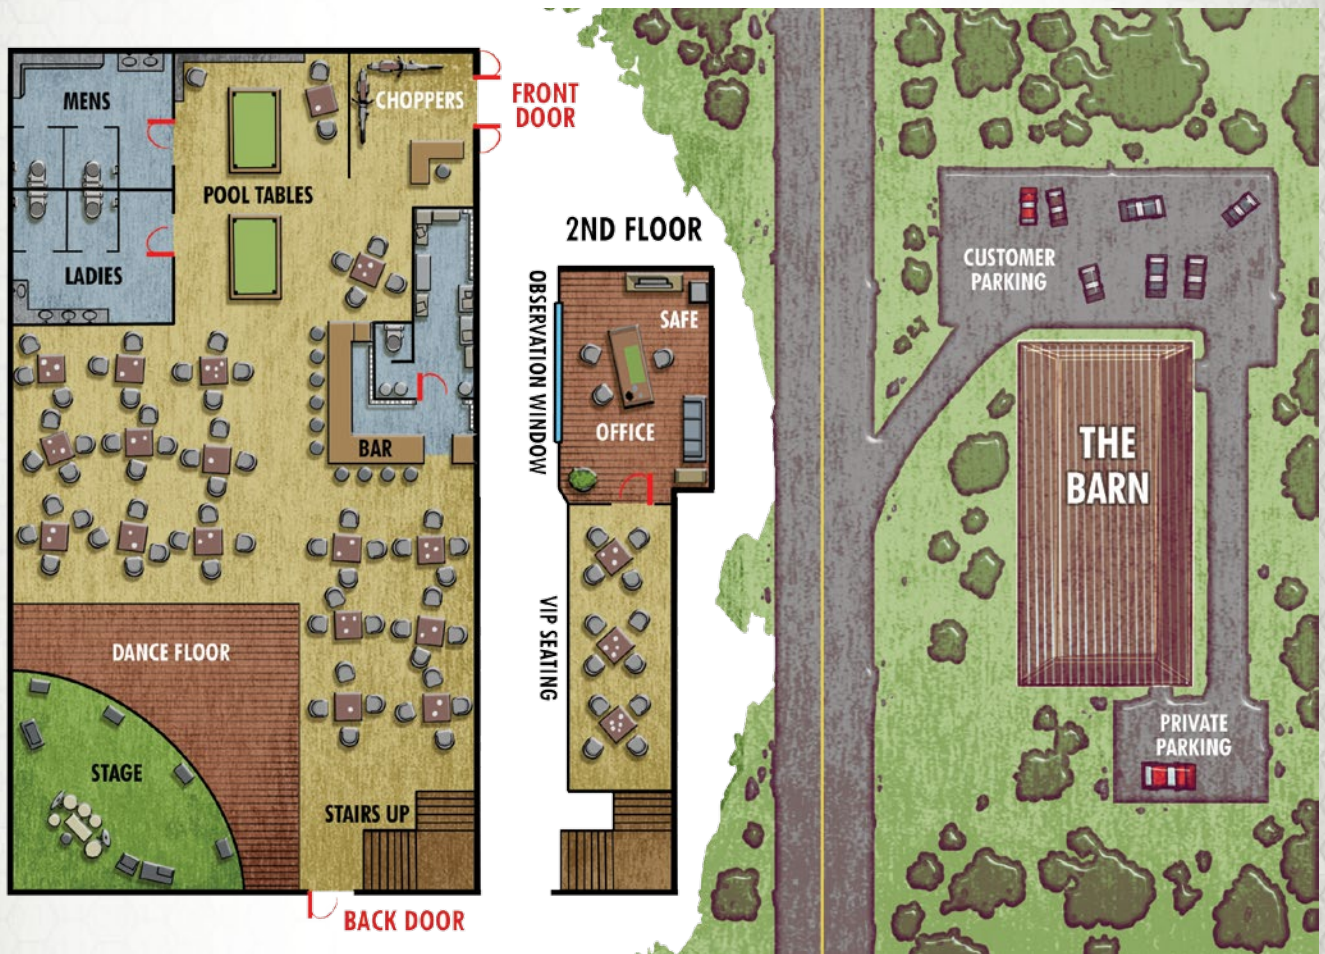 MENS
CHOPPERS
FRONT
DOOR
POOL TABLES
LADIES
BAR
DANCE FLOOR
STAGE
STAIRS UP
BACK DOOR
2ND FLOOR
OBSERVATION WINDOW
SAFE
OFFICE
VIP SEATING
CUSTOMER
PARKING
THE
BARN
PRIVATE
PARKING